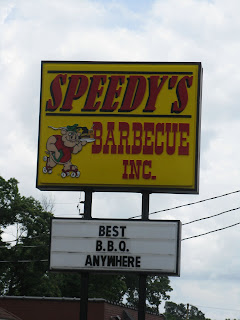 SPEEDY'S
BARBECUE
INC.
BEST
B.B.Q.
ANYWHERE